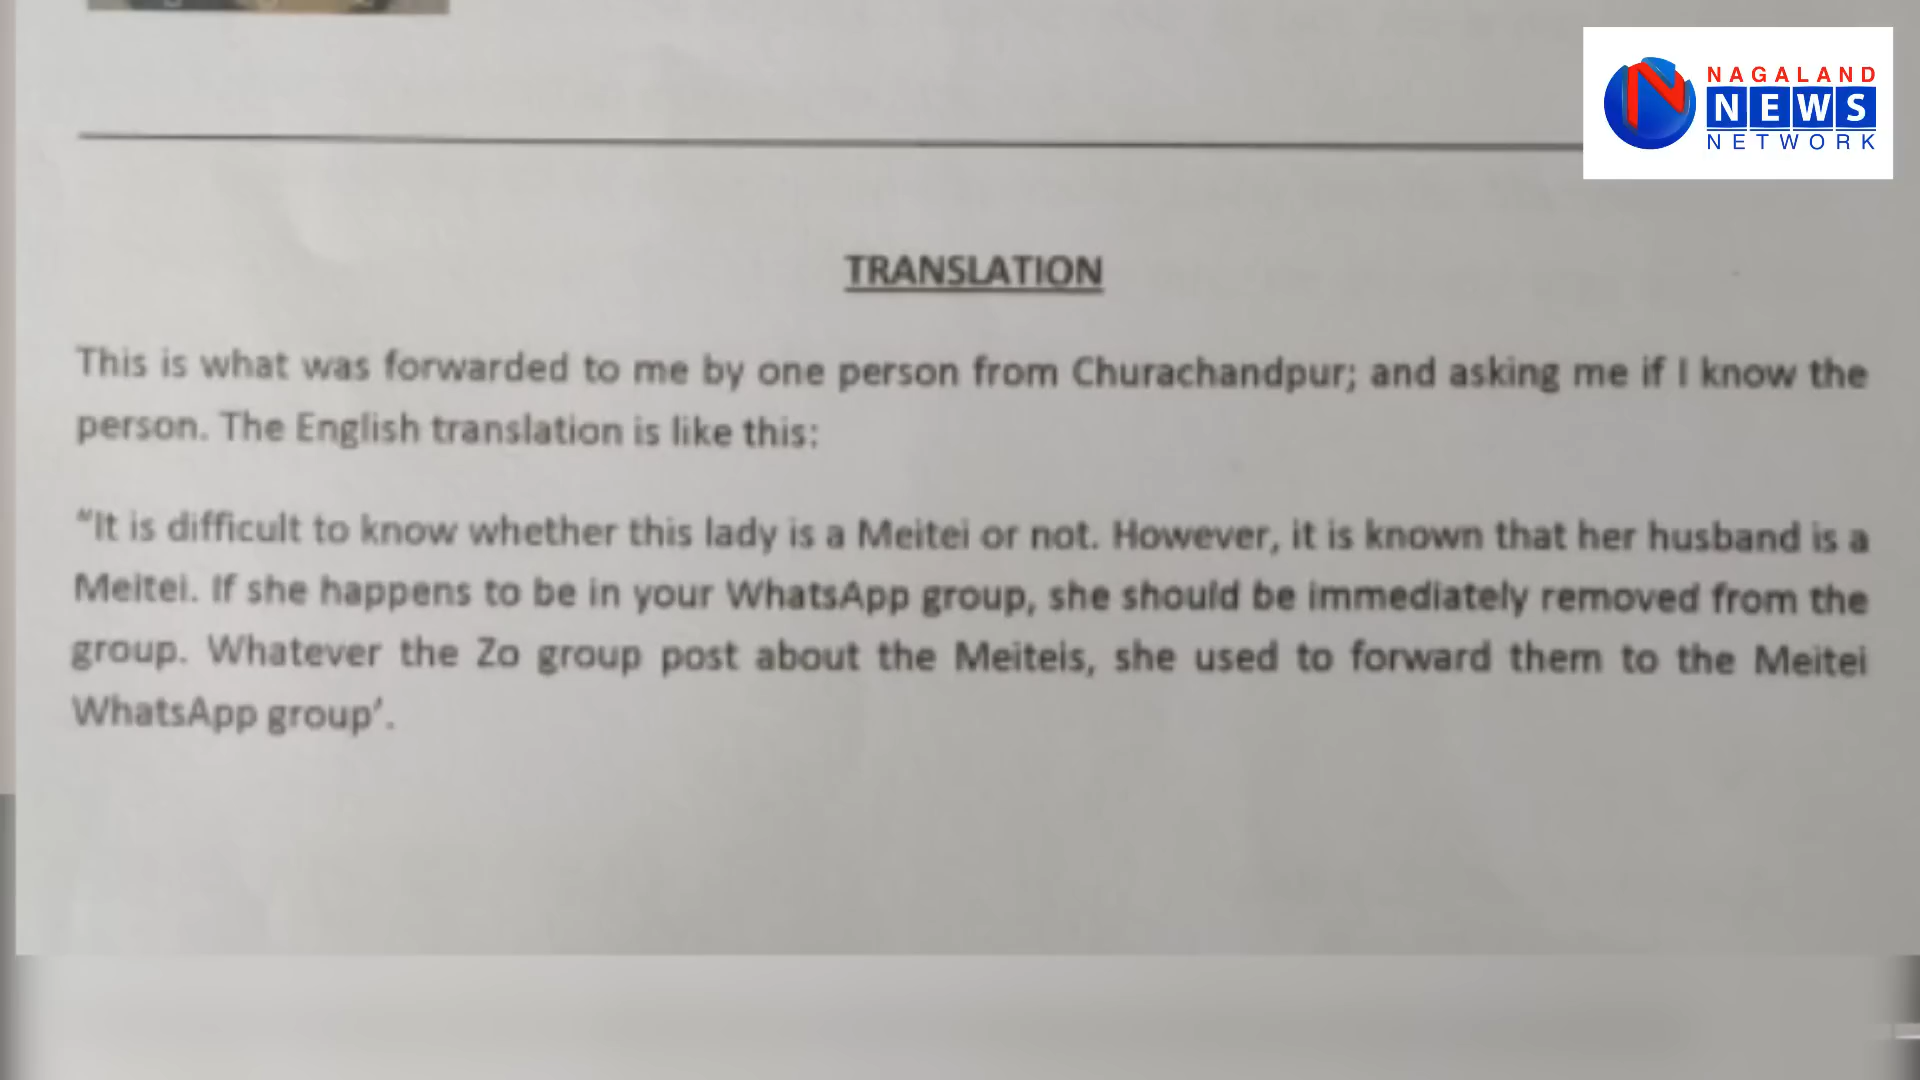 NAGALAND
NEWS
NETWORK
TRANSLATION
This is what was forwarded to me by one person from Churachandpur; and asking me if I know the
person. The English translation is like this:
"It is difficult to know whether this lady is a Meitei or not. However, it is known that her husband is a
Meitei. If she happens to be in your WhatsApp group, she should be immediately removed from the
group. Whatever the Zo group post about the Meiteis, she used to forward them to the Meitei
WhatsApp group'.